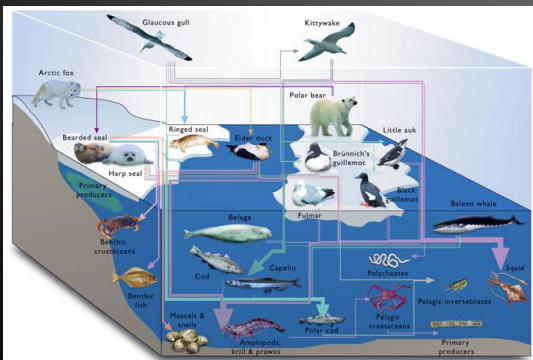 Glaucous gull
Kittywake
Arctic fox
Polar bear
Ringed seal
Eider duck
Little auk
Bearded seal
Brünnich's
guillemot
Harp seal
Primary
producers
Black
guillemot
Fulmar
Baleen whale
Beluga
Benthic
crustaceans
Cod
Capelin
Polychaetes
Squid
Benthic
fish
Pelagic invertebrates
Mussels &
snails
Pelagic
crustaceans
Polar cod
Amphipods,
krill & prawns
Primary
producers